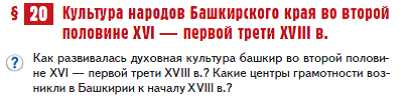 § 20 Культура народов Башкирского края во второй
половине XVI — первой трети XVIII в.
? Как развивалась духовная культура башкир во второй полови-
не XVI — первой трети XVIII в.? Какие центры грамотности воз-
никли в Башкирии к началу XVIII в.?